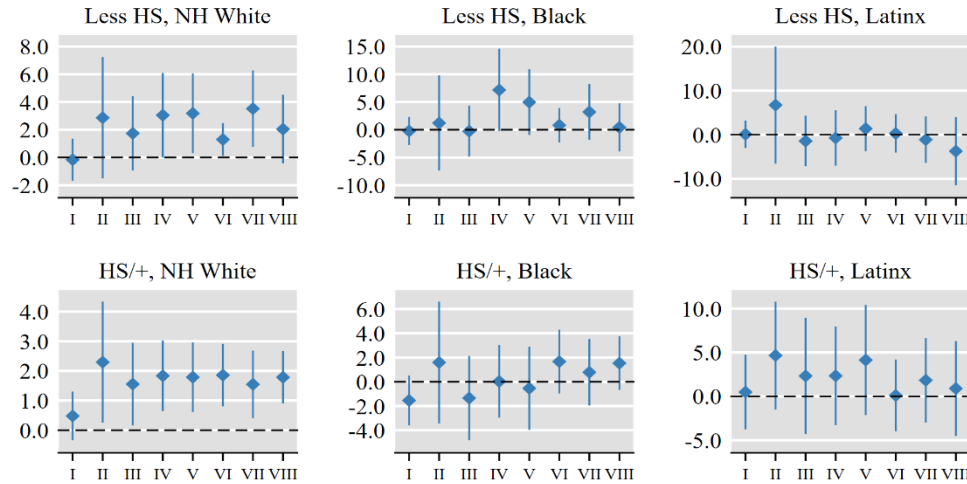 Less HS, NH White
8.0
6.0
4.0
2.0
0.0
-2.0
I II III IV V VI VII VIII
Less HS, Black
15.0
10.0
5.0
0.0
-5.0
-10.0
I II III IV V VI VII VIII
Less HS, Latinx
20.0
10.0
0.0
-10.0
I II III IV V VI VII VIII
HS/+, NH White
4.0
3.0
2.0
1.0
0.0
I II III IV V VI VII VIII
HS/+, Black
6.0
4.0
2.0
0.0
-2.0
-4.0
I II III IV V VI VII VIII
HS/+, Latinx
10.0
5.0
0.0
-5.0
I II III IV V VI VII VIII